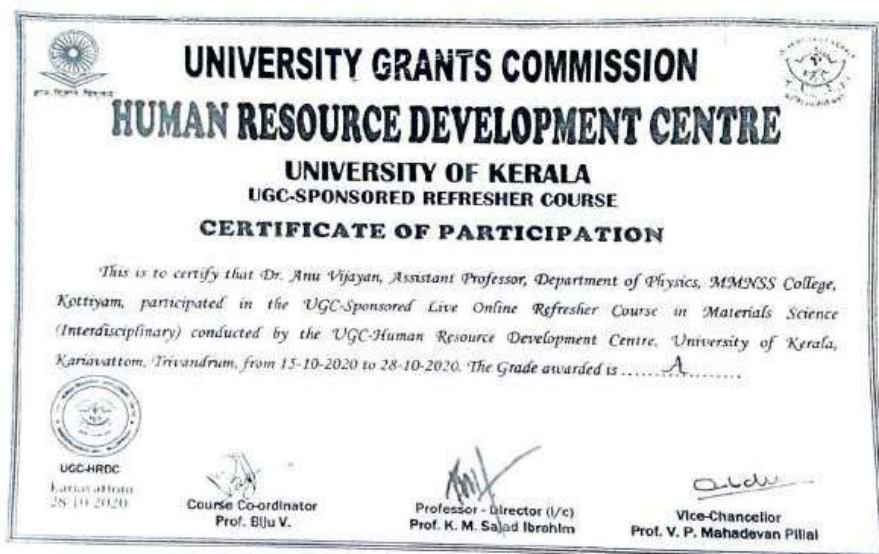 UNIVERSITY GRANTS COMMISSION
HUMAN RESOURCE DEVELOPMENT CENTRE
UNIVERSITY OF KERALA
UGC-SPONSORED REFRESHER COURSE
CERTIFICATE OF PARTICIPATION
This is to certify that Dr. Anu Vijayan, Assistant Professor, Department of Physics, MMNSS College,
Kottiyam, participated in the UGC-Sponsored Live Online Refresher Course in Materials Science
(Interdisciplinary) conducted by the UGC-Human Resource Development Centre, University of Kerala,
Kariavattom, Trivandrum, from 15-10-2020 to 28-10-2020. The Grade awarded is ......A.........
UGC-HRDC
Kariavattom
28-10-2020
Course Co-ordinator
Prof. Biju V.
Professor - Director (i/c)
Prof. K. M. Sajad Ibrahim
Vice-Chancellor
Prof. V. P. Mahadevan Pillai